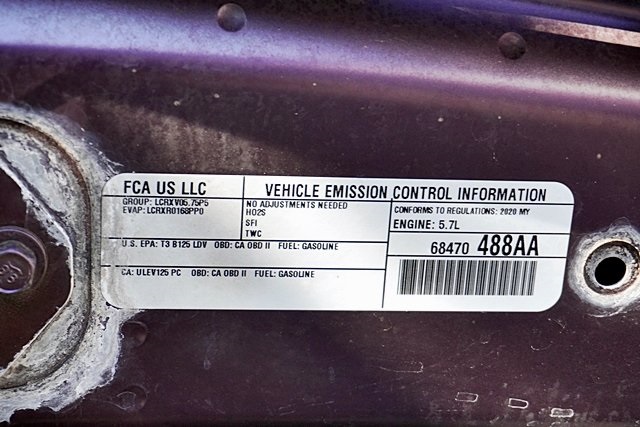 FCA US LLC
GROUP: LCRXV05.75P5
EVAP: LCRXR0168PP0
VEHICLE EMISSION CONTROL INFORMATION
NO ADJUSTMENTS NEEDED
HO2S
SFI
TWC
CONFORMS TO REGULATIONS: 2020 MY
ENGINE: 5.7L
U.S. EPA: T3 B125 LDV OBD: CA OBD II FUEL: GASOLINE
68470 488AA
CA: ULEV125 PC OBD: CA OBD II FUEL: GASOLINE